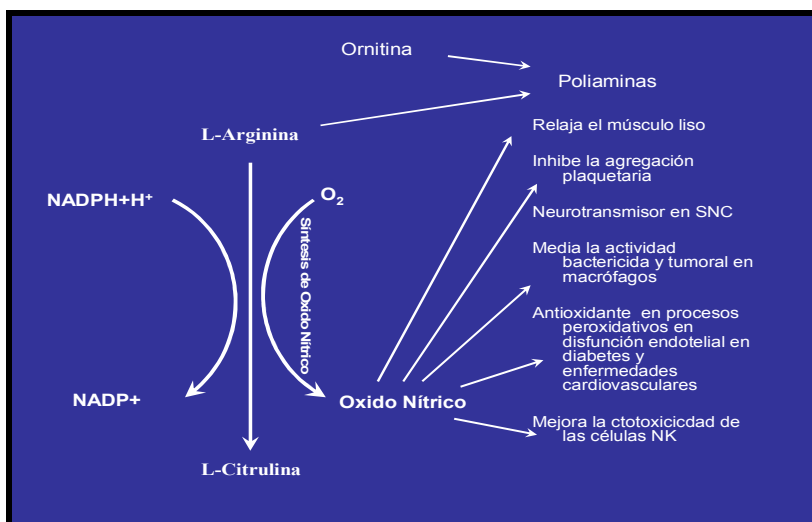 Ornitina
Poliaminas
L-Arginina
Relaja el músculo liso
Inhibe la agregación
plaquetaria
NADPH+H+
O2
Neurotransmisor en SNC
Síntesis de Oxido Nítrico
Media la actividad
bactericida y tumoral en
macrófagos
Antioxidante en procesos
peroxidativos en
disfunción endotelial en
diabetes y
enfermedades
cardiovasculares
NADP+
Oxido Nítrico
Mejora la ctotoxicicdad de
las células NK
L-Citrulina